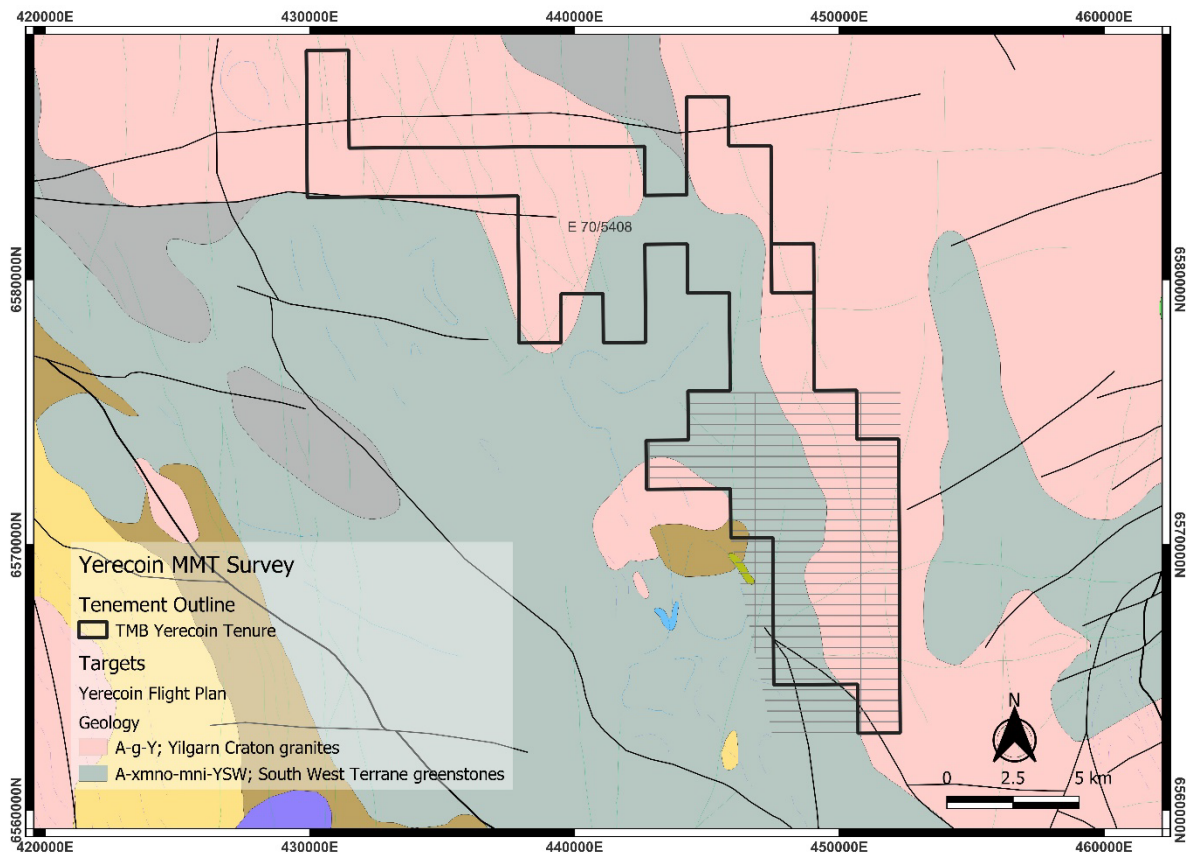 420000E 430000E 440000E 450000E 460000E
E 70/5408
6580000N 6580000N
6570000N 6570000N
Yerecoin MMT Survey
Tenement Outline
TMB Yerecoin Tenure
Targets
Yerecoin Flight Plan
Geology
A-g-Y; Yilgarn Craton granites
A-xmno-mni-YSW; South West Terrane greenstones
N
0 2.5 5 km
6560000N 6560000N
420000E 430000E 440000E 450000E 460000E